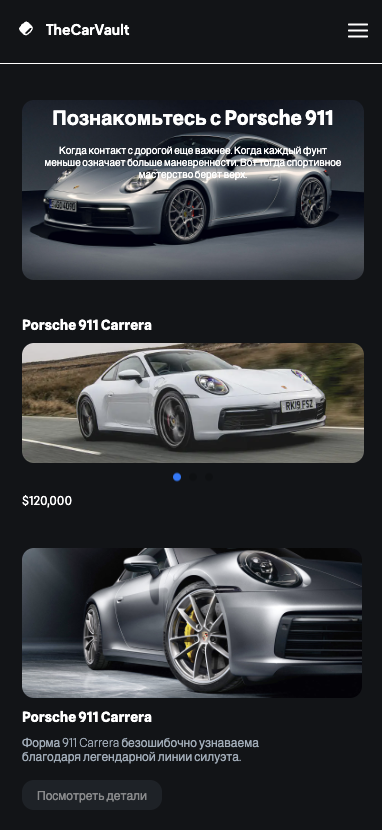 TheCarVault
Познакомьтесь с Porsche 911
Когда контакт с дорогой еще важнее. Когда каждый фунт
меньше означает больше маневренности. Вот тогда спортивное
мастерство берет верх.
Porsche 911 Carrera
RK19 FSZ
$120,000
Porsche 911 Carrera
Форма 911 Carrera безошибочно узнаваема
благодаря легендарной линии силуэта.
Посмотреть детали